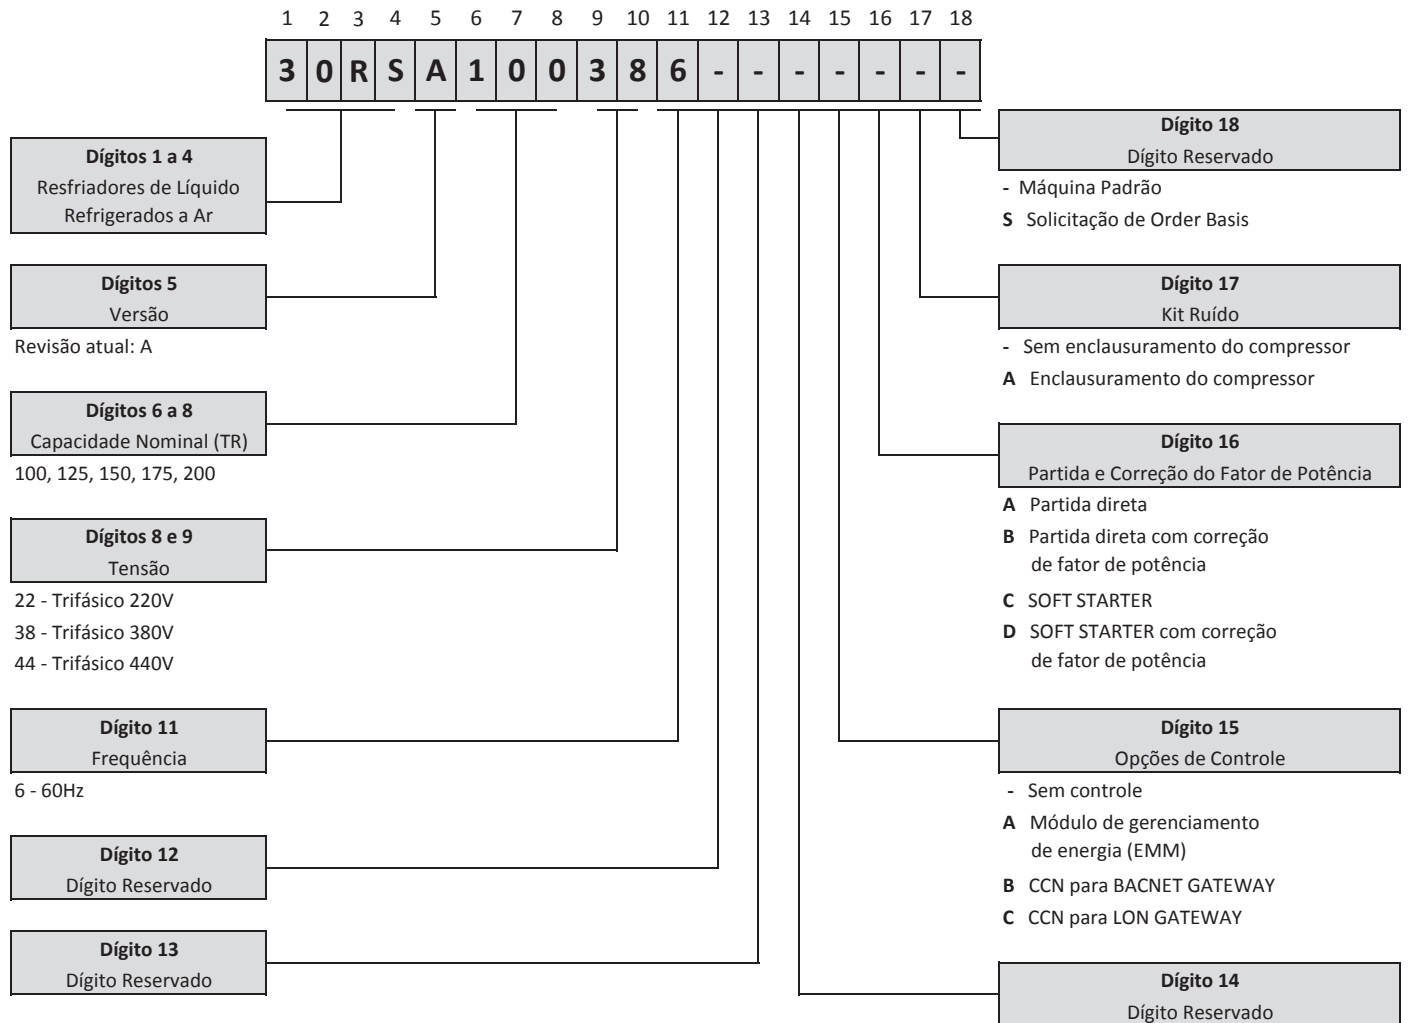 1 2 3 4 5 6 7 8 9 10 11 12 13 14 15 16 17 18
3 0 R S A 1 0 0 3 8 6 - - - - - - -
Dígitos 1 a 4
Resfriadores de Líquido
Refrigerados a Ar
Dígitos 5
Versão
Revisão atual: A
Dígitos 6 a 8
Capacidade Nominal (TR)
100, 125, 150, 175, 200
Dígitos 8 e 9
Tensão
22 - Trifásico 220V
38 - Trifásico 380V
44 - Trifásico 440V
Dígito 11
Frequência
6 - 60Hz
Dígito 12
Dígito Reservado
Dígito 13
Dígito Reservado
Dígito 18
Dígito Reservado
- Máquina Padrão
S Solicitação de Order Basis
Dígito 17
Kit Ruído
- Sem enclausuramento do compressor
A Enclausuramento do compressor
Dígito 16
Partida e Correção do Fator de Potência
A Partida direta
B Partida direta com correção
de fator de potência
C SOFT STARTER
D SOFT STARTER com correção
de fator de potência
Dígito 15
Opções de Controle
- Sem controle
A Módulo de gerenciamento
de energia (EMM)
B CCN para BACNET GATEWAY
C CCN para LON GATEWAY
Dígito 14
Dígito Reservado